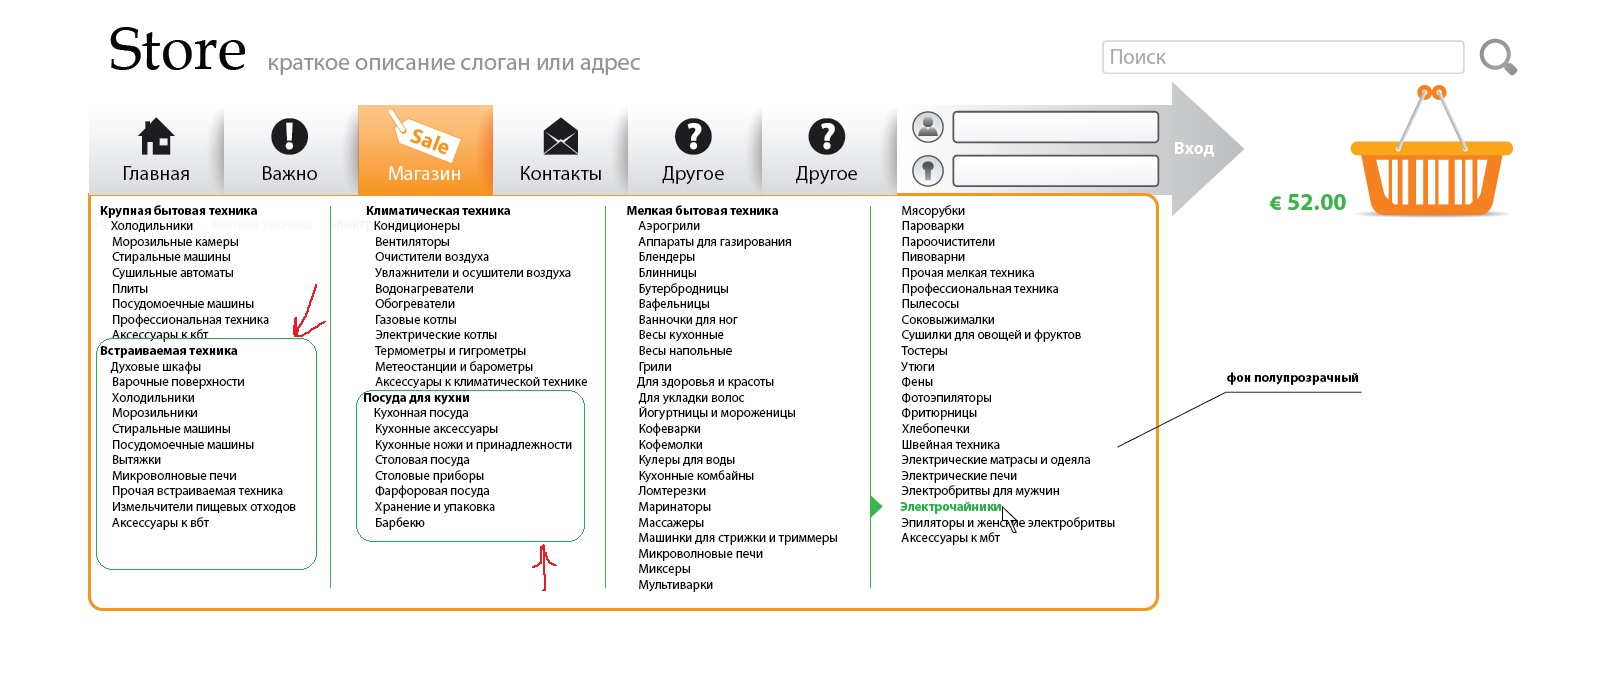 Store
краткое описание слоган или адрес
Поиск
Главная
Важно
Sale
Магазин
Контакты
Другое
Другое
Вход
€ 52.00
Крупная бытовая техника
Холодильники
Морозильные камеры
Стиральные машины
Сушильные автоматы
Плиты
Посудомоечные машины
Профессиональная техника
Аксессуары к кбт
Встраиваемая техника
Духовые шкафы
Варочные поверхности
Холодильники
Морозильники
Стиральные машины
Посудомоечные машины
Вытяжки
Микроволновые печи
Прочая встраиваемая техника
Измельчители пищевых отходов
Аксессуары к вбт
Климатическая техника
Кондиционеры
Вентиляторы
Очистители воздуха
Увлажнители и осушители воздуха
Водонагреватели
Обогреватели
Газовые котлы
Электрические котлы
Термометры и гигрометры
Метеостанции и барометры
Аксессуары к климатической технике
Посуда для кухни
Кухонная посуда
Кухонные аксессуары
Кухонные ножи и принадлежности
Столовая посуда
Столовые приборы
Фарфоровая посуда
Хранение и упаковка
Барбекю
Мелкая бытовая техника
Аэрогрили
Аппараты для газирования
Блендеры
Блинницы
Бутербродницы
Вафельницы
Ванночки для ног
Весы кухонные
Весы напольные
Грили
Для здоровья и красоты
Для укладки волос
Йогуртницы и мороженицы
Кофеварки
Кофемолки
Кулеры для воды
Кухонные комбайны
Ломтерезки
Маринаторы
Массажеры
Машинки для стрижки и триммеры
Микроволновые печи
Миксеры
Мультиварки
Мясорубки
Пароварки
Пароочистители
Пивоварни
Прочая мелкая техника
Профессиональная техника
Пылесосы
Соковыжималки
Сушилки для овощей и фруктов
Тостеры
Утюги
Фены
Фотоэпиляторы
Фритюрницы
Хлебопечки
Швейная техника
Электрические матрасы и одеяла
Электрические печи
Электробритвы для мужчин
Электрочайники
Эпиляторы и женские электробритвы
Аксессуары к мбт
фон полупрозрачный